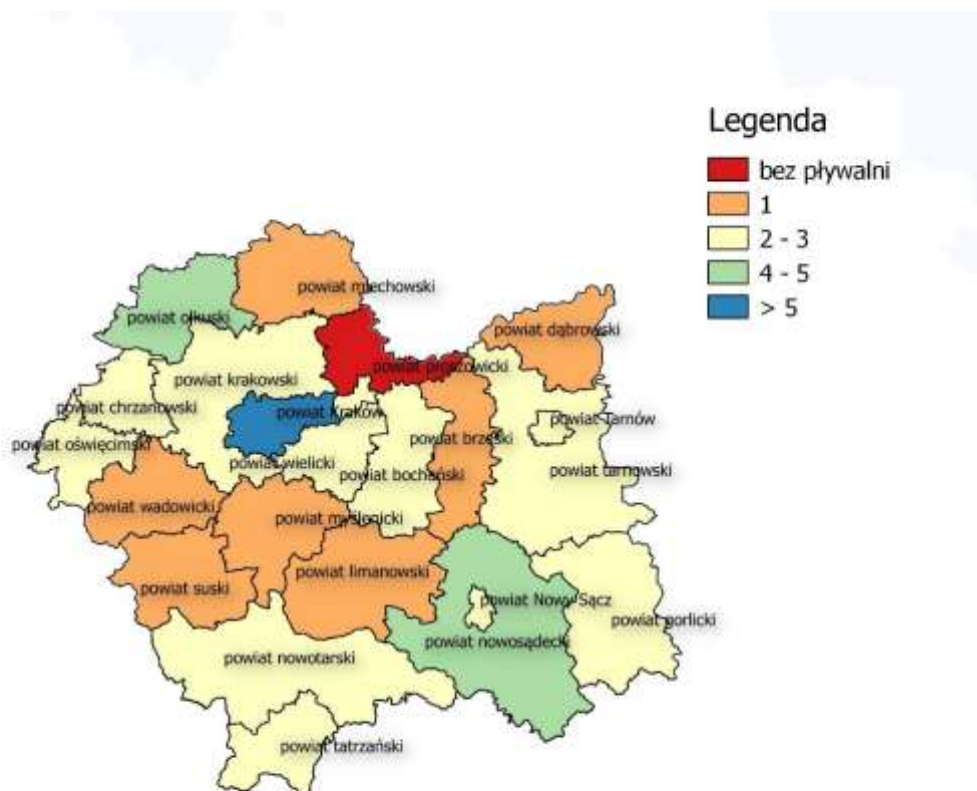 Legenda
bez pływalni
1
2 - 3
4 - 5
> 5
powiat miechowski
powiat olkuski
powiat dąbrowski
powiat proszowicki
powiat krakowski
powiat chrzanowski
powiat Kraków
powiat Tarnów
powiat oświęcimski
powiat brzeski
powiat wielicki
powiat bocheński
powiat tarnowski
powiat wadowicki
powiat myślenicki
powiat limanowski
powiat suski
powiat Nowy Sącz
powiat gorlicki
powiat nowosądecki
powiat nowotarski
powiat tatrzański